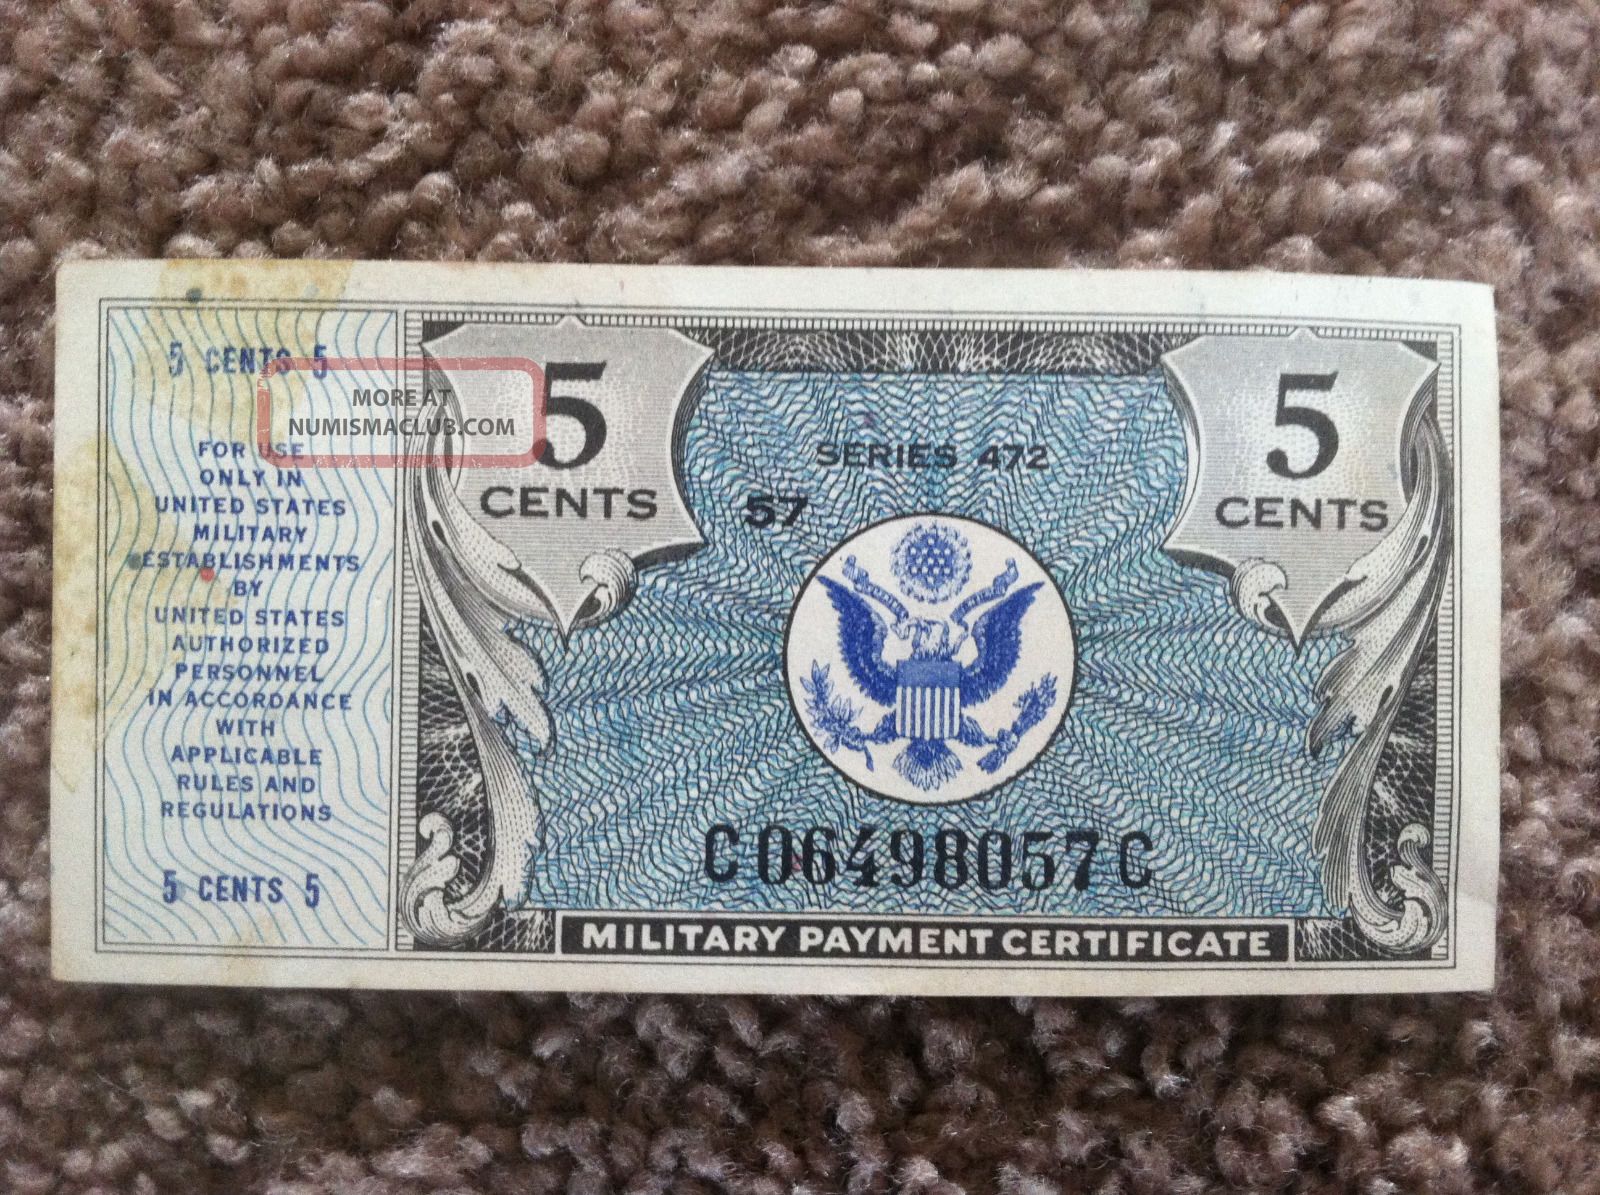 5 CENTS 5
FOR USE
ONLY IN
UNITED STATES
MILITARY
ESTABLISHMENTS
BY
UNITED STATES
AUTHORIZED
PERSONNEL
IN ACCORDANCE
WITH
APPLICABLE
RULES AND
REGULATIONS
5 CENTS 5
MORE AT
NUMISMACLUB.COM
5
CENTS
SERIES 472
57
5
CENTS
C06498057C
MILITARY PAYMENT CERTIFICATE